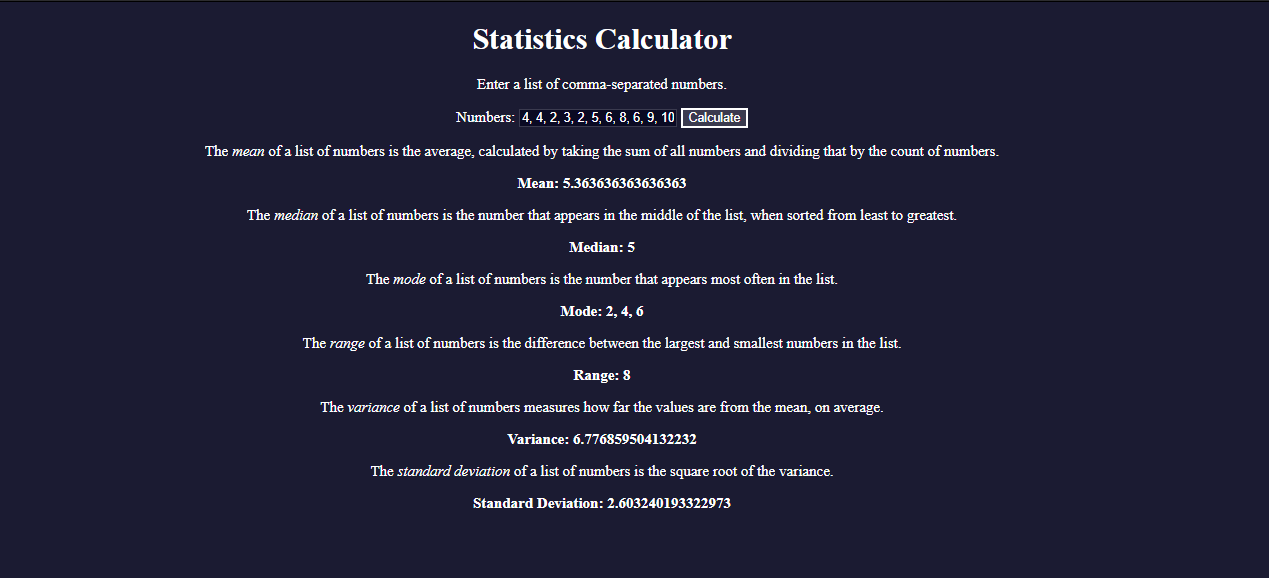 Statistics Calculator
Enter a list of comma-separated numbers.
Numbers: 4, 4, 2, 3, 2, 5, 6, 8, 6, 9, 10 Calculate
The mean of a list of numbers is the average, calculated by taking the sum of all numbers and dividing that by the count of numbers.
Mean: 5.363636363636363
The median of a list of numbers is the number that appears in the middle of the list, when sorted from least to greatest.
Median: 5
The mode of a list of numbers is the number that appears most often in the list.
Mode: 2, 4, 6
The range of a list of numbers is the difference between the largest and smallest numbers in the list.
Range: 8
The variance of a list of numbers measures how far the values are from the mean, on average.
Variance: 6.776859504132232
The standard deviation of a list of numbers is the square root of the variance.
Standard Deviation: 2.603240193322973